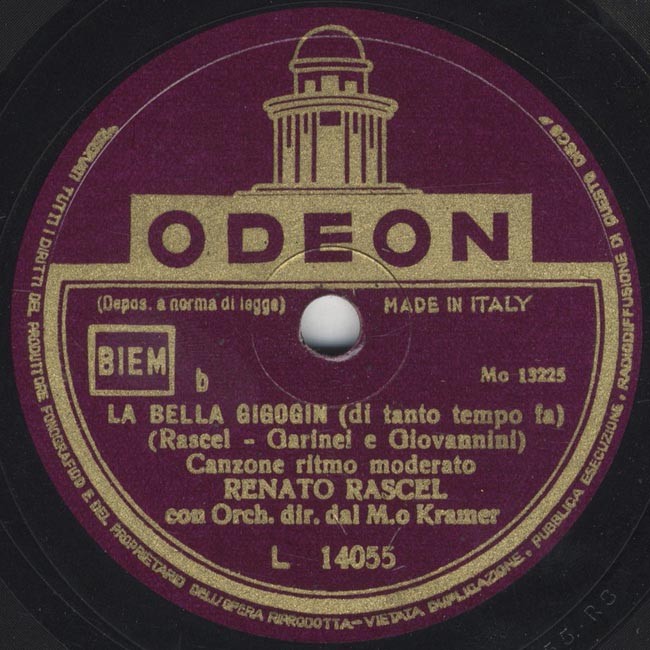 ODEON
(Depos. a norma di legge) MADE IN ITALY
BIEM
b
Mo 13225
LA BELLA GIGOGIN (di tanto tempo fa)
(Rascel - Garinei e Giovannini)
Canzone ritmo moderato
RENATO RASCEL
con Orch. dir. dal M.o Kramer
L 14055
RISERVATI TUTTI I DIRITTI DEL PRODUTTORE FONOGRAFICO E DEL PROPRIETARIO DELL'OPERA RIPRODOTTA - VIETATA DUPLICAZIONE, PUBBLICA ESECUZIONE, RADIODIFFUSIONE DI QUESTO DISCO